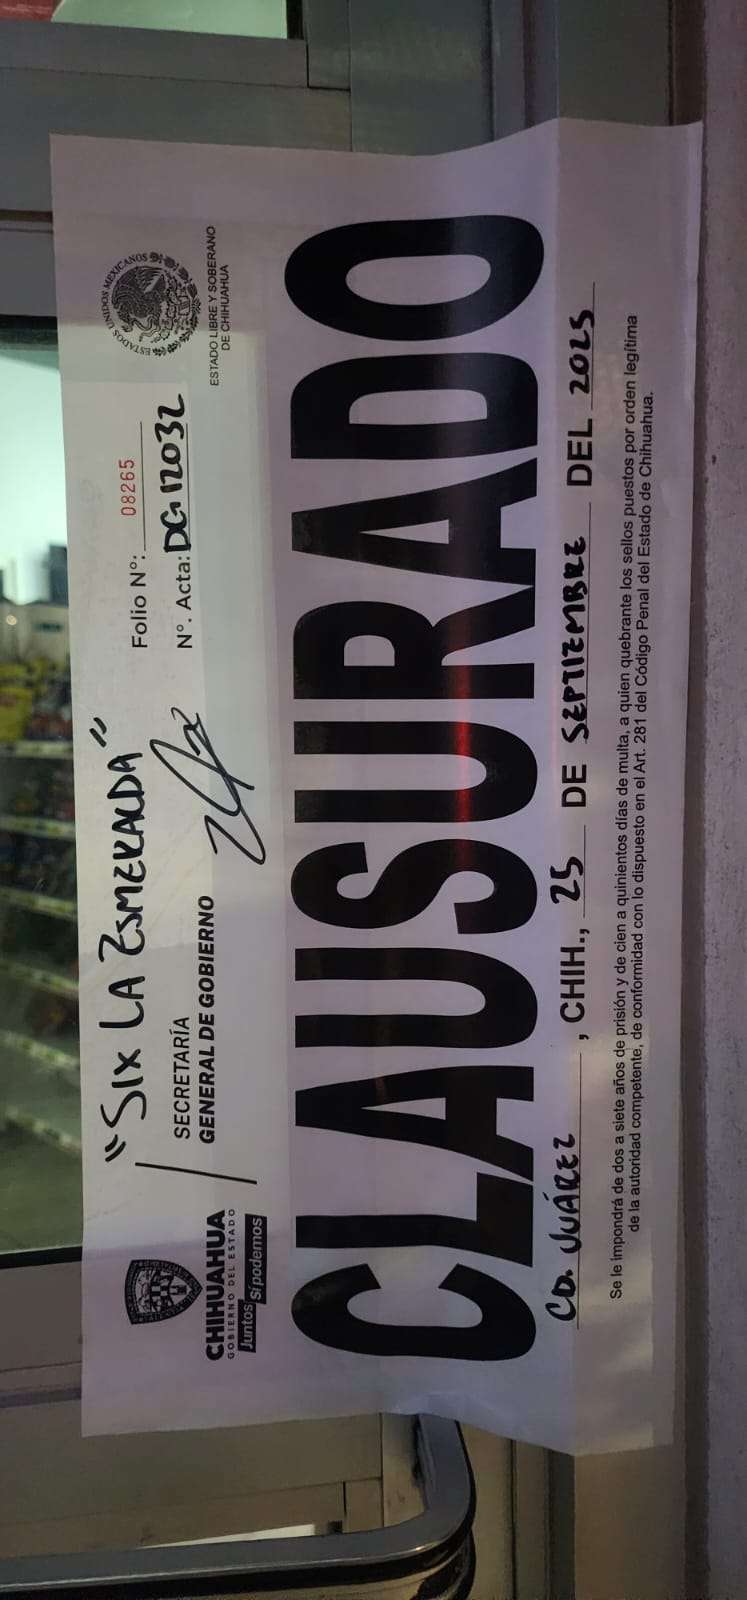 "SIX LA ESMERALDA"
SECRETARÍA
GENERAL DE GOBIERNO
CHIHUAHUA
GOBIERNO DEL ESTADO
Juntos sí podemos
Folio N°: 08265
N°. Acta: DG12032
ESTADOS UNIDOS MEXICANOS
ESTADO LIBRE Y SOBERANO
DE CHIHUAHUA
CLAUSURADO
CD. JUÁREZ, CHIH., 25 DE SEPTIEMBRE DEL 2025
Se le impondrá de dos a siete años de prisión y de cien a quinientos días de multa, a quien quebrante los sellos puestos por orden legítima
de la autoridad competente, de conformidad con lo dispuesto en el Art. 281 del Código Penal del Estado de Chihuahua.